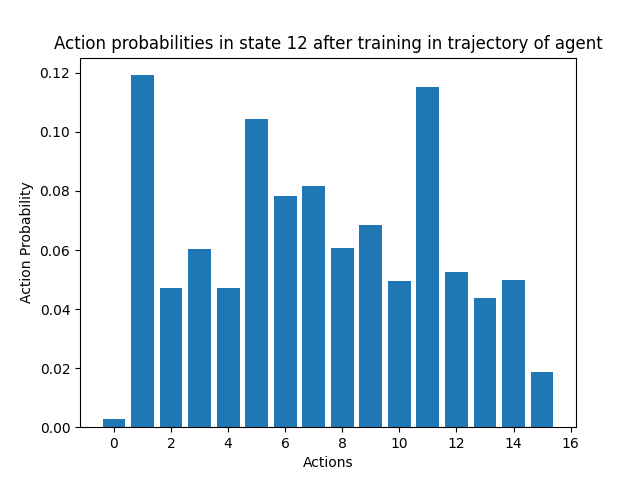 Action probabilities in state 12 after training in trajectory of agent
0.12
0.10
0.08
0.06
0.04
0.02
0.00
Action Probability
0 2 4 6 8 10 12 14 16
Actions